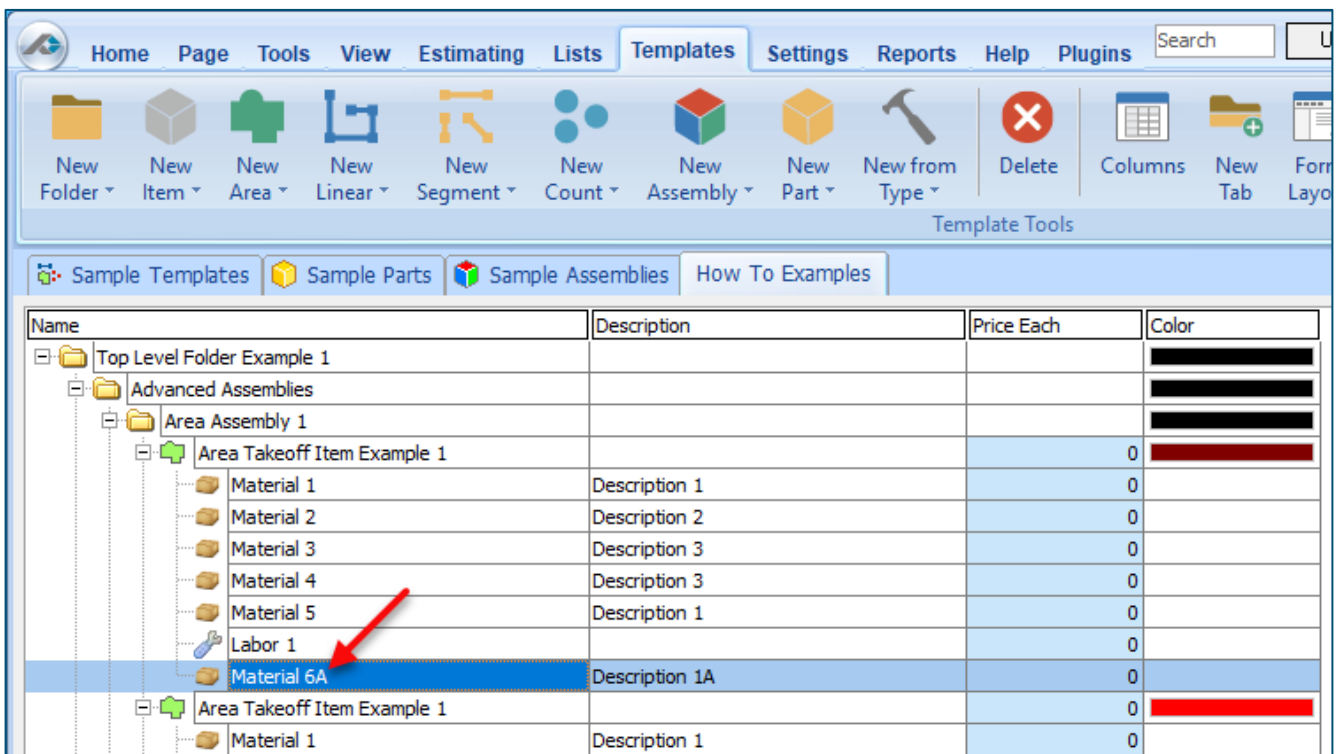 Home Page Tools View Estimating Lists Templates Settings Reports Help Plugins Search U
New Folder New Item New Area New Linear New Segment New Count New Assembly New Part New from Type Delete Columns New Tab
Template Tools
Sample Templates Sample Parts Sample Assemblies How To Examples
Name Description Price Each Color
Top Level Folder Example 1
Advanced Assemblies
Area Assembly 1
Area Takeoff Item Example 1 0
Material 1 Description 1 0
Material 2 Description 2 0
Material 3 Description 3 0
Material 4 Description 3 0
Material 5 Description 1 0
Labor 1 0
Material 6A Description 1A 0
Area Takeoff Item Example 1 0
Material 1 Description 1 0